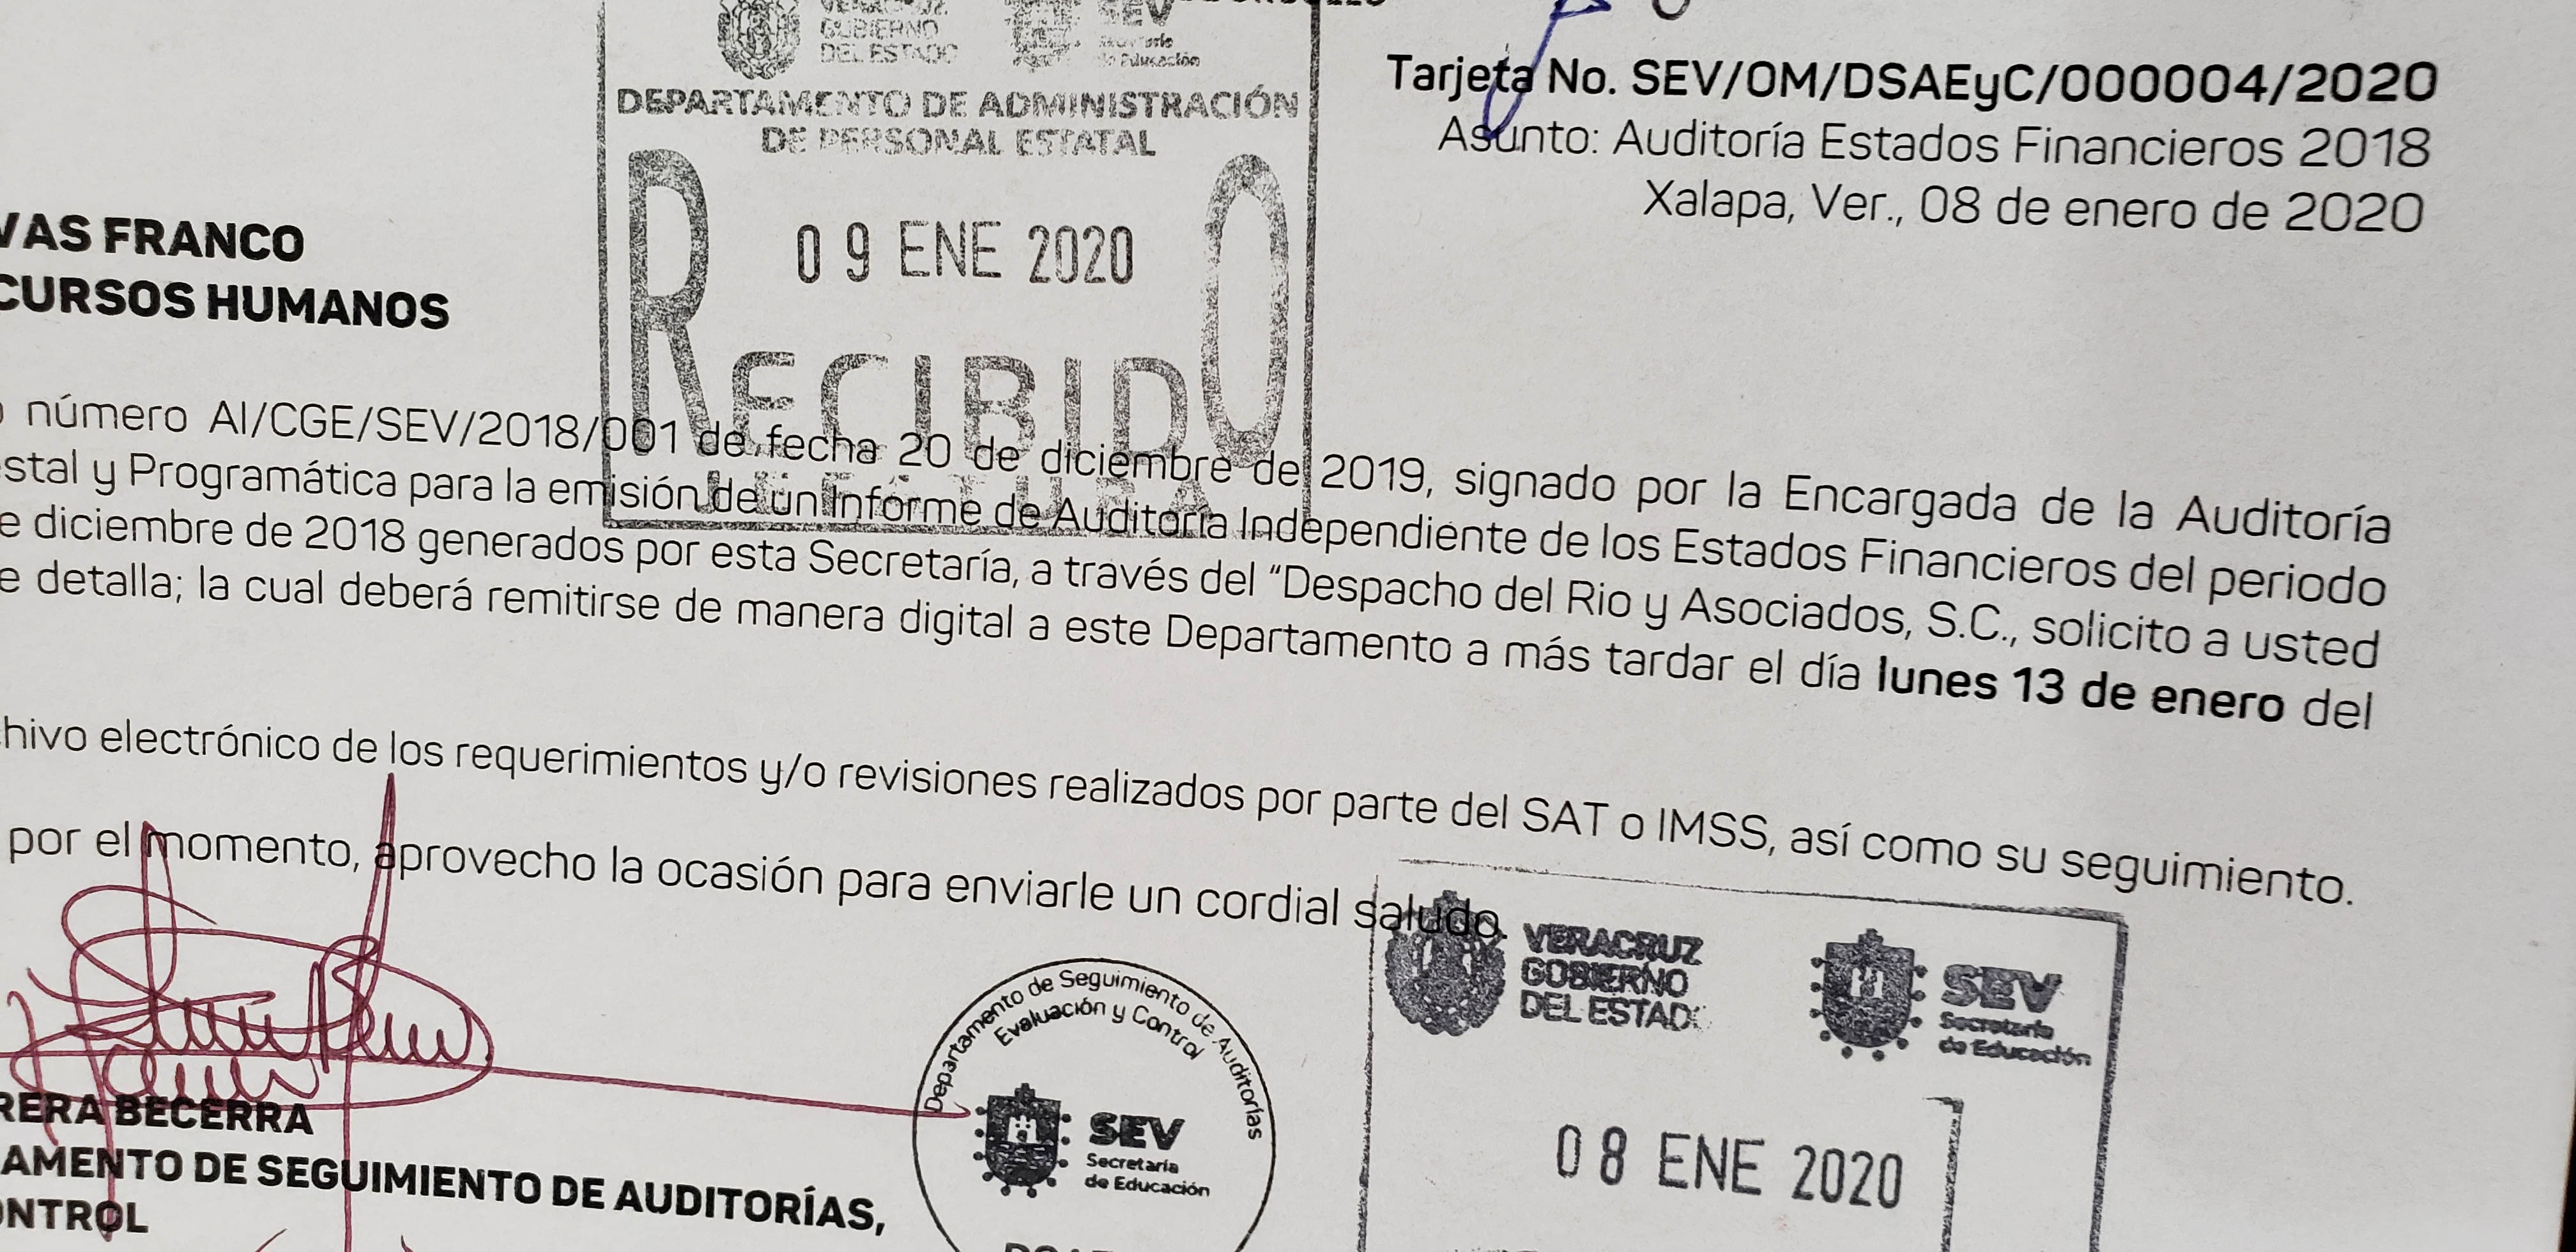 Tarjeta No. SEV/OM/DSAEyC/000004/2020
Asunto: Auditoría Estados Financieros 2018
Xalapa, Ver., 08 de enero de 2020
VERACRUZ
GOBIERNO
DEL ESTADO
SEV
Secretaría
de Educación
DEPARTAMENTO DE ADMINISTRACIÓN
DE PERSONAL ESTATAL
09 ENE 2020
RECIBIDO
VAS FRANCO
CURSOS HUMANOS
número AI/CGE/SEV/2018/001 de fecha 20 de diciembre de 2019, signado por la Encargada de la Auditoría
estal y Programática para la emisión de un Informe de Auditoría Independiente de los Estados Financieros del periodo
e diciembre de 2018 generados por esta Secretaría, a través del "Despacho del Rio y Asociados, S.C., solicito a usted
e detalla; la cual deberá remitirse de manera digital a este Departamento a más tardar el día lunes 13 de enero del
hivo electrónico de los requerimientos y/o revisiones realizados por parte del SAT o IMSS, así como su seguimiento.
por el momento, aprovecho la ocasión para enviarle un cordial saludo.
RERA BECERRA
AMENTO DE SEGUIMIENTO DE AUDITORÍAS,
ONTROL
Departamento de Seguimiento de Auditorías
Evaluación y Control
SEV
Secretaría
de Educación
VERACRUZ
GOBIERNO
DEL ESTAD
SEV
Secretaría
de Educación
08 ENE 2020